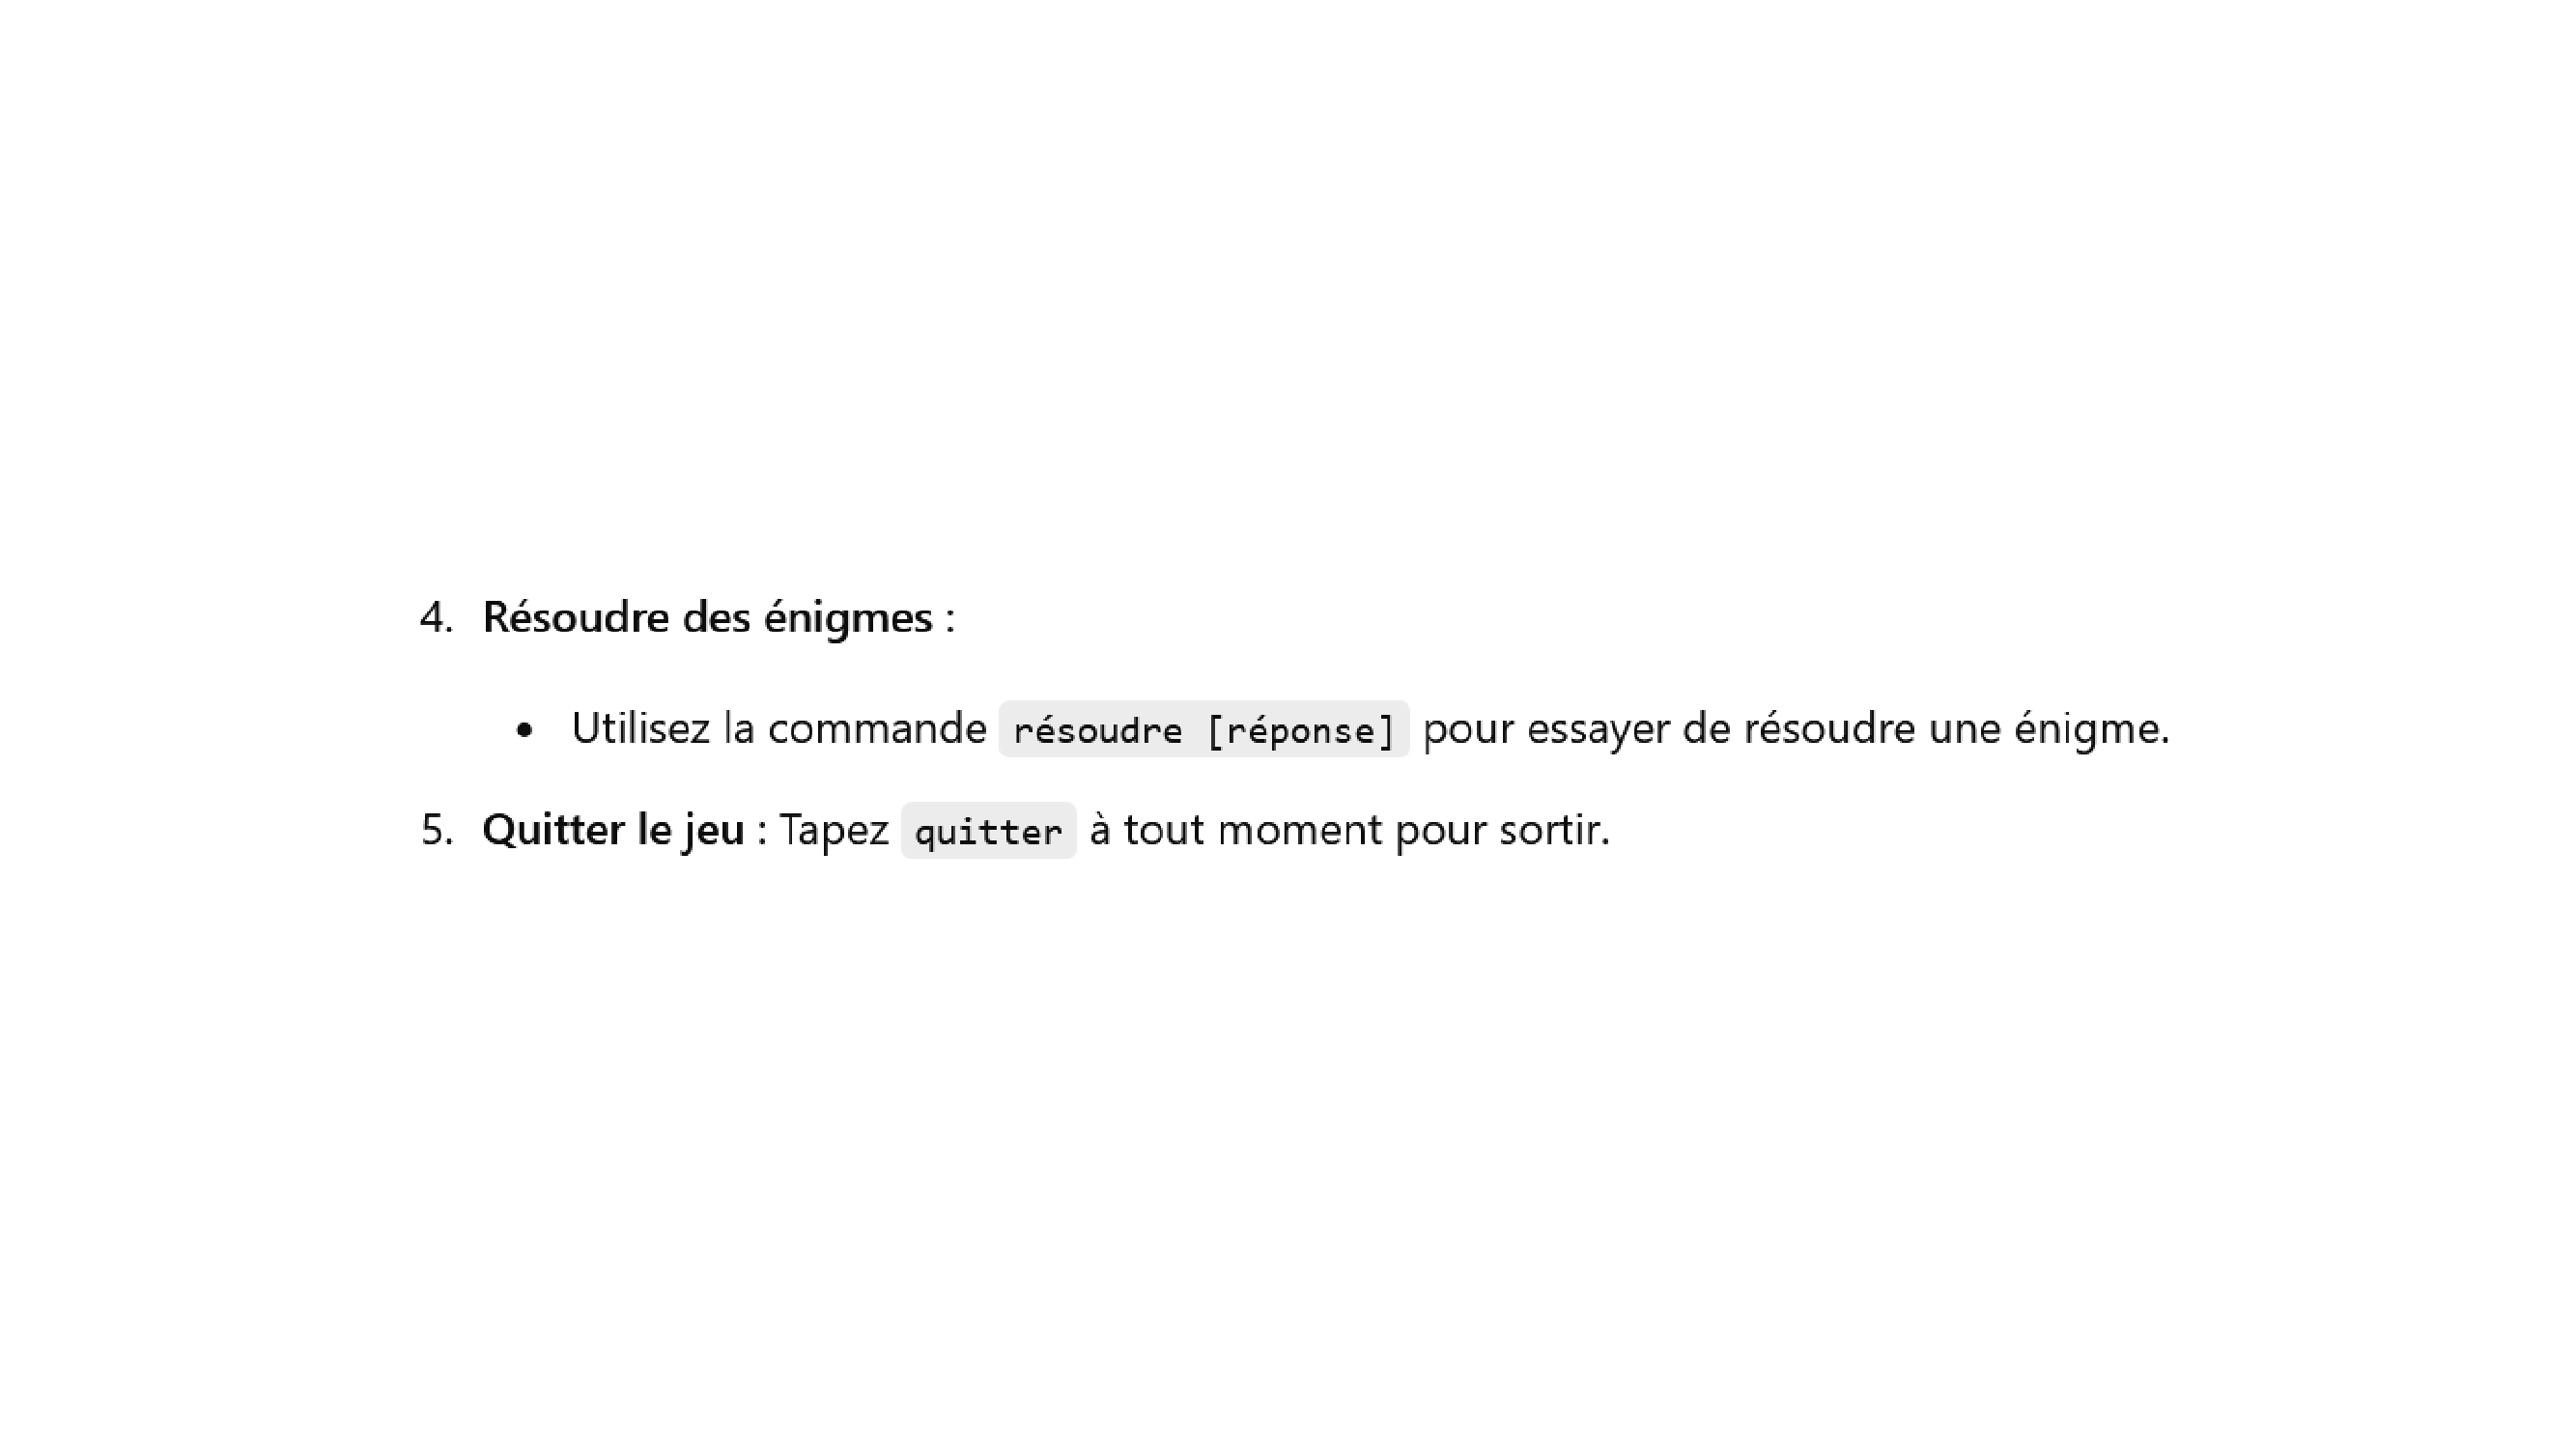 4. Résoudre des énigmes :
• Utilisez la commande résoudre [réponse] pour essayer de résoudre une énigme.
5. Quitter le jeu : Tapez quitter à tout moment pour sortir.